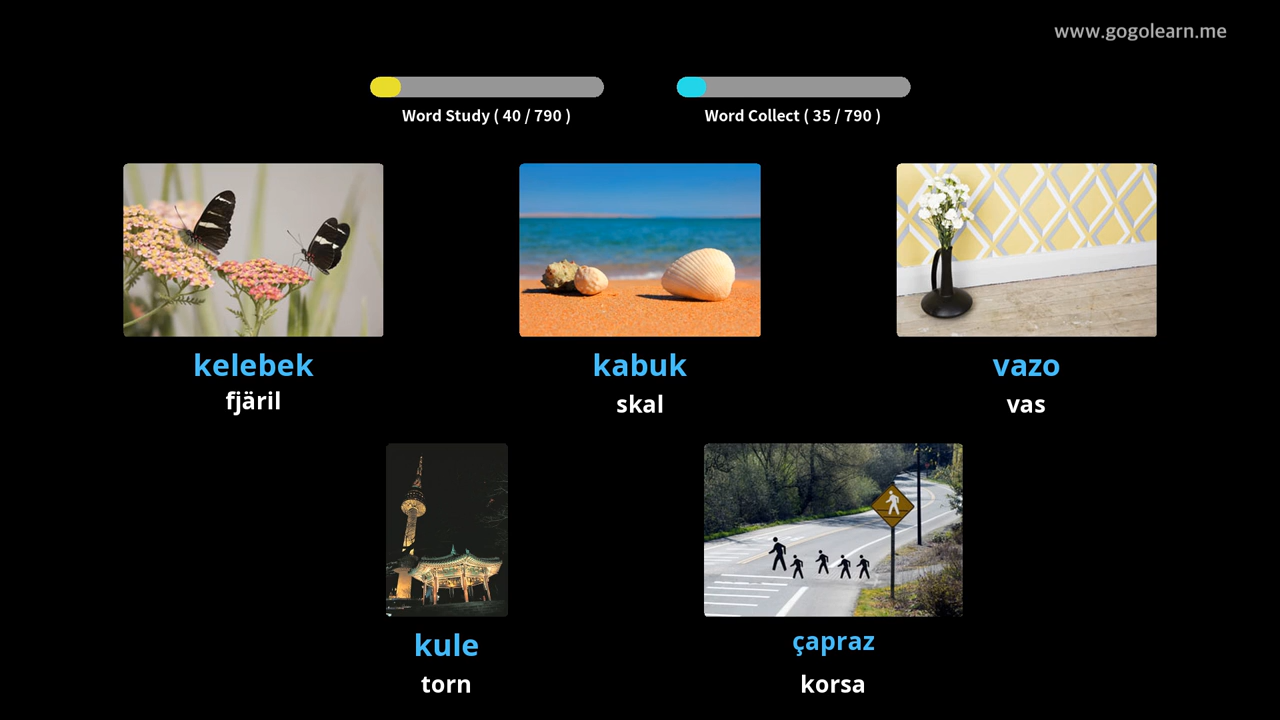 www.gogolearn.me
Word Study ( 40 / 790 )
Word Collect ( 35 / 790 )
kelebek
fjäril
kabuk
skal
vazo
vas
kule
torn
çapraz
korsa